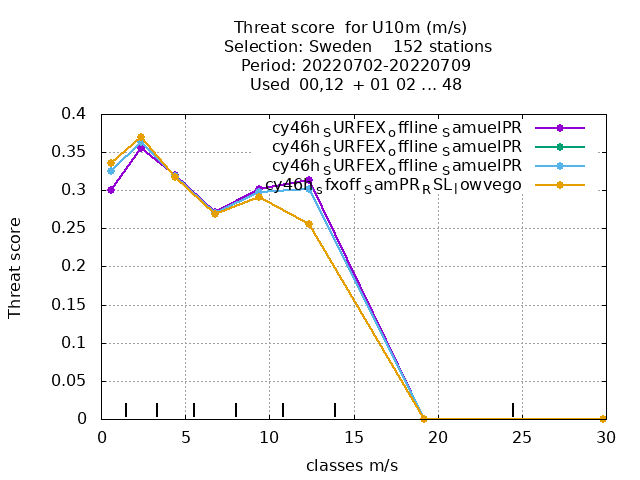 Threat score  for U10m (m/s)
Selection: Sweden    152 stations
Period: 20220702-20220709
Used  00,12  + 01 02 ... 48
cy46h_SURFEX_offline_SamuelPR
cy46h_SURFEX_offline_SamuelPR
cy46h_SURFEX_offline_SamuelPR
cy46h_sfxoff_SamPR_RSL_lowvego
Threat score
0.4
0.35
0.3
0.25
0.2
0.15
0.1
0.05
0
0 5 10 15 20 25 30
classes m/s